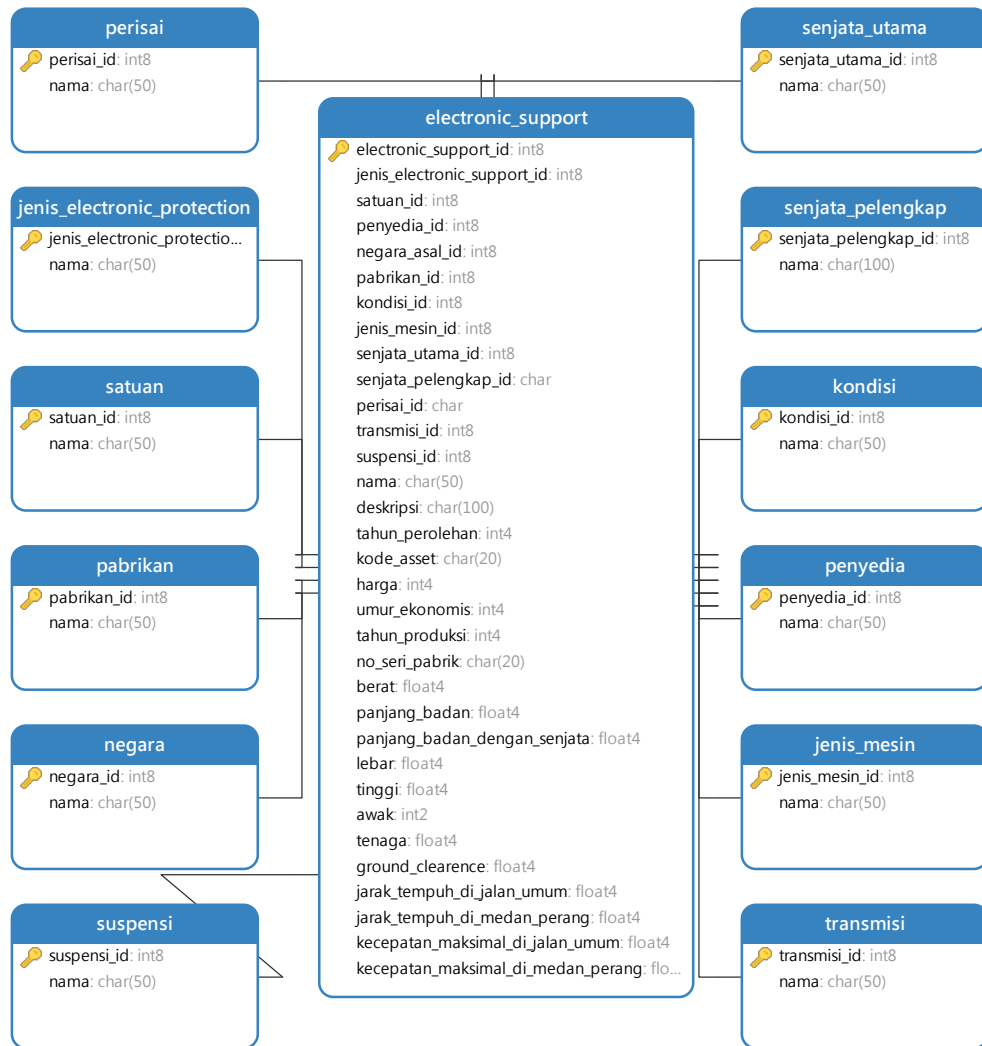 perisai
perisai_id: int8
nama: char(50)
jenis_electronic_protection
jenis_electronic_protectio...
nama: char(50)
satuan
satuan_id: int8
nama: char(50)
pabrikan
pabrikan_id: int8
nama: char(50)
negara
negara_id: int8
nama: char(50)
suspensi
suspensi_id: int8
nama: char(50)
electronic_support
electronic_support_id: int8
jenis_electronic_support_id: int8
satuan_id: int8
penyedia_id: int8
negara_asal_id: int8
pabrikan_id: int8
kondisi_id: int8
jenis_mesin_id: int8
senjata_utama_id: int8
senjata_pelengkap_id: char
perisai_id: char
transmisi_id: int8
suspensi_id: int8
nama: char(50)
deskripsi: char(100)
tahun_perolehan: int4
kode_asset: char(20)
harga: int4
umur_ekonomis: int4
tahun_produksi: int4
no_seri_pabrik: char(20)
berat: float4
panjang_badan: float4
panjang_badan_dengan_senjata: float4
lebar: float4
tinggi: float4
awak: int2
tenaga: float4
ground_clearence: float4
jarak_tempuh_di_jalan_umum: float4
jarak_tempuh_di_medan_perang: float4
kecepatan_maksimal_di_jalan_umum: float4
kecepatan_maksimal_di_medan_perang: flo...
senjata_utama
senjata_utama_id: int8
nama: char(50)
senjata_pelengkap
senjata_pelengkap_id: int8
nama: char(100)
kondisi
kondisi_id: int8
nama: char(50)
penyedia
penyedia_id: int8
nama: char(50)
jenis_mesin
jenis_mesin_id: int8
nama: char(50)
transmisi
transmisi_id: int8
nama: char(50)